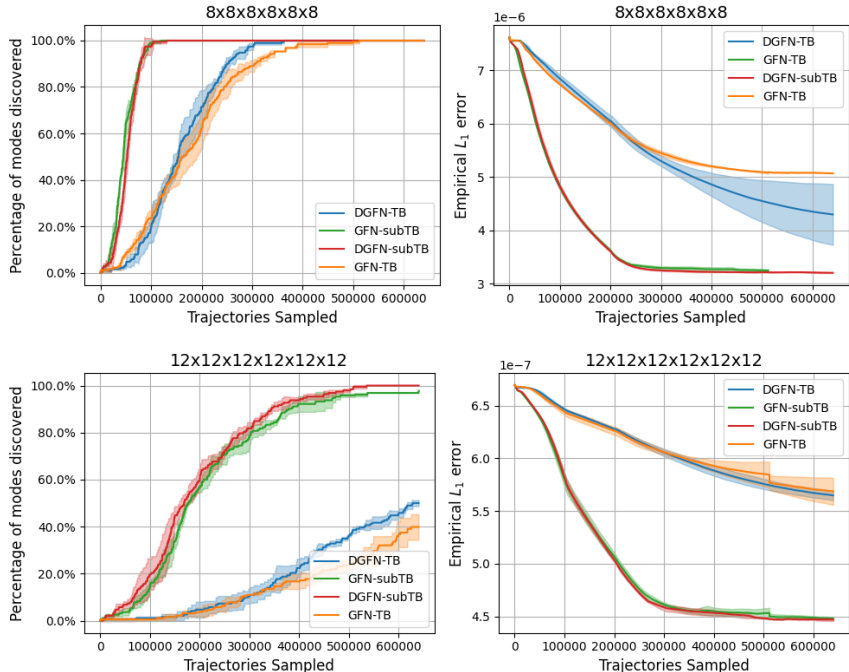 8x8x8x8x8x8
Percentage of modes discovered
100.0%
80.0%
60.0%
40.0%
20.0%
0.0%
DGFN-TB
GFN-subTB
DGFN-subTB
GFN-TB
0 100000 200000 300000 400000 500000 600000
Trajectories Sampled
8x8x8x8x8x8
1e−6
Empirical L1 error
7
6
5
4
3
DGFN-TB
GFN-TB
DGFN-subTB
GFN-TB
0 100000 200000 300000 400000 500000 600000
Trajectories Sampled
12x12x12x12x12x12
Percentage of modes discovered
100.0%
80.0%
60.0%
40.0%
20.0%
0.0%
DGFN-TB
GFN-subTB
DGFN-subTB
GFN-TB
0 100000 200000 300000 400000 500000 600000
Trajectories Sampled
12x12x12x12x12x12
1e−7
Empirical L1 error
6.5
6.0
5.5
5.0
4.5
DGFN-TB
GFN-subTB
DGFN-subTB
GFN-TB
0 100000 200000 300000 400000 500000 600000
Trajectories Sampled